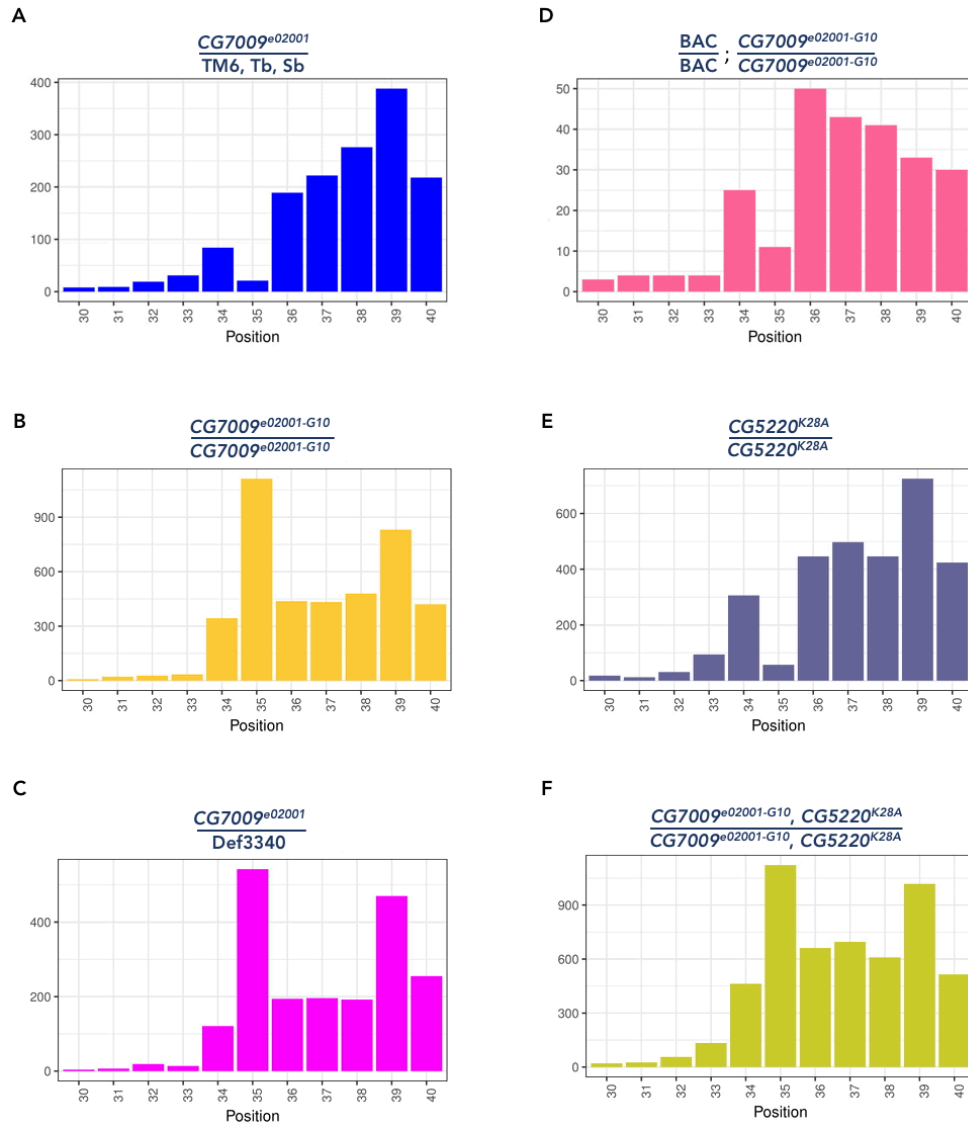 A
CG7009e02001
TM6, Tb, Sb
400
300
200
100
0
30 31 32 33 34 35 36 37 38 39 40
Position
B
CG7009e02001-G10
CG7009e02001-G10
900
600
300
0
30 31 32 33 34 35 36 37 38 39 40
Position
C
CG7009e02001
Def3340
400
200
0
30 31 32 33 34 35 36 37 38 39 40
Position
D
BAC ; CG7009e02001-G10
BAC CG7009e02001-G10
50
40
30
20
10
0
30 31 32 33 34 35 36 37 38 39 40
Position
E
CG5220K28A
CG5220K28A
600
400
200
0
30 31 32 33 34 35 36 37 38 39 40
Position
F
CG7009e02001-G10, CG5220K28A
CG7009e02001-G10, CG5220K28A
900
600
300
0
30 31 32 33 34 35 36 37 38 39 40
Position